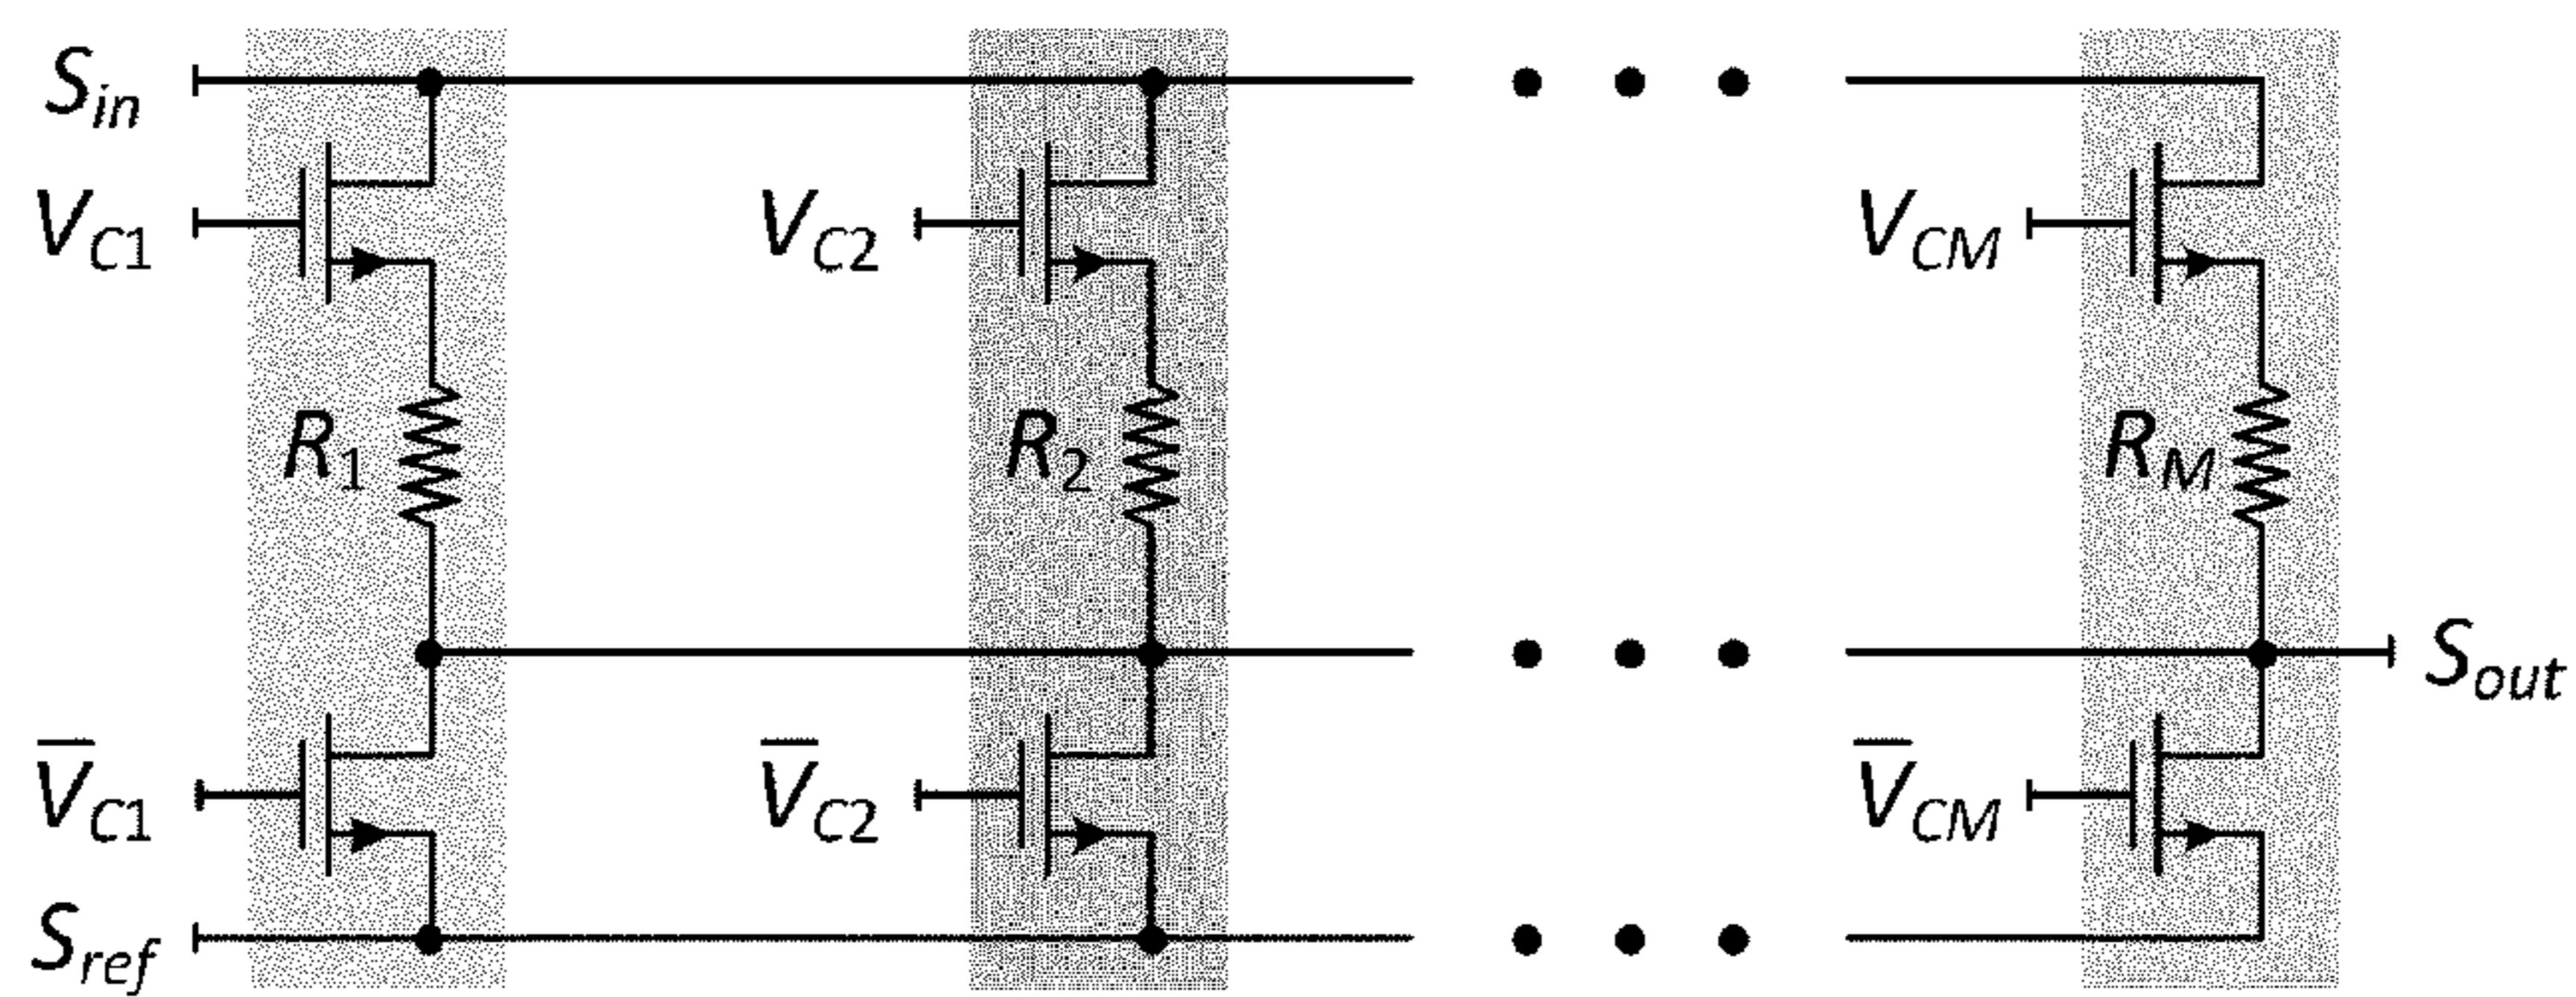 S_in
V_C1 V_C2 V_CM
R_1 R_2 R_M
S_out
V̅_C1 V̅_C2 V̅_CM
S_ref